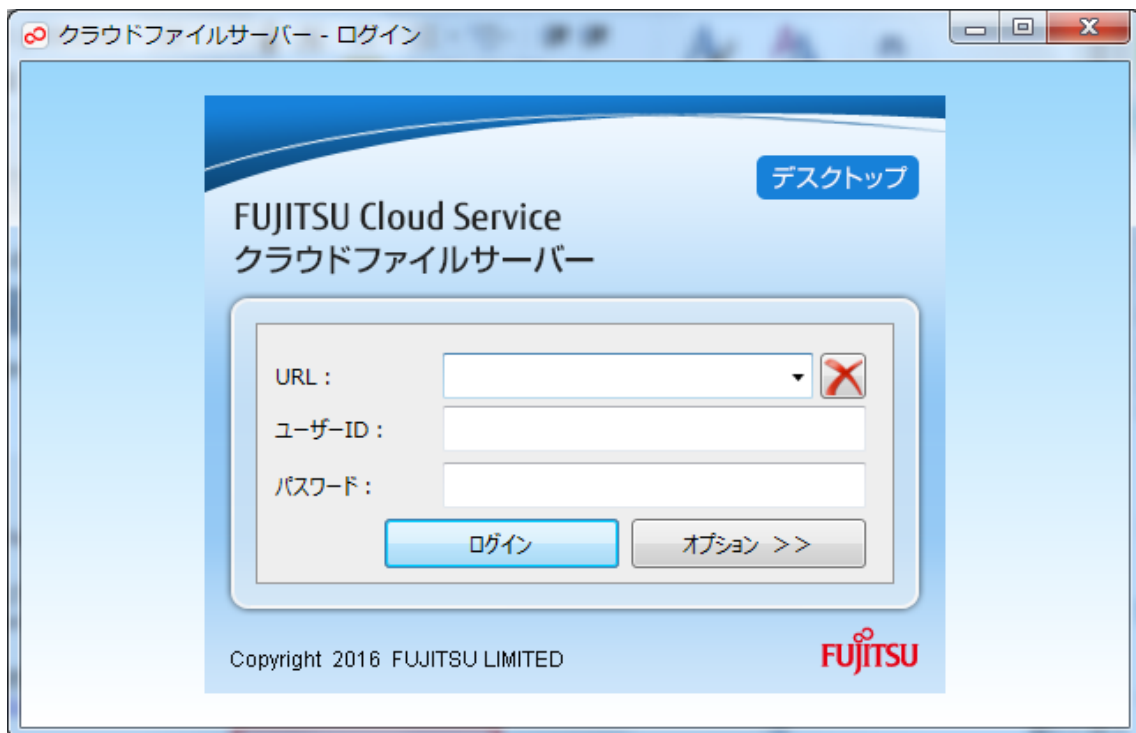 クラウドファイルサーバー - ログイン
デスクトップ
FUJITSU Cloud Service
クラウドファイルサーバー
URL :
ユーザーID :
パスワード :
ログイン
オプション >>
Copyright 2016 FUJITSU LIMITED
FUJITSU